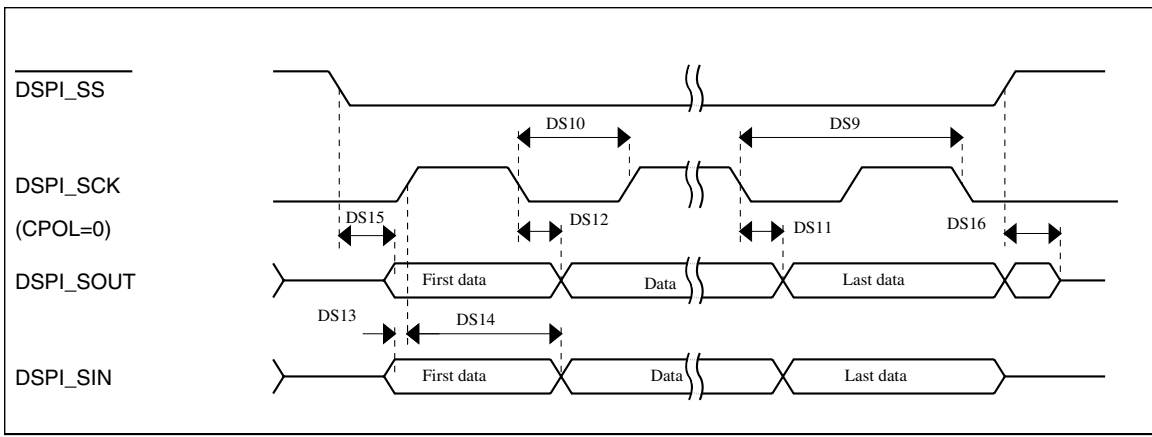 DSPI_SS
DS10 DS9
DSPI_SCK
(CPOL=0)
DS15 DS12 DS11 DS16
DSPI_SOUT First data Data Last data
DS13 DS14
DSPI_SIN First data Data Last data